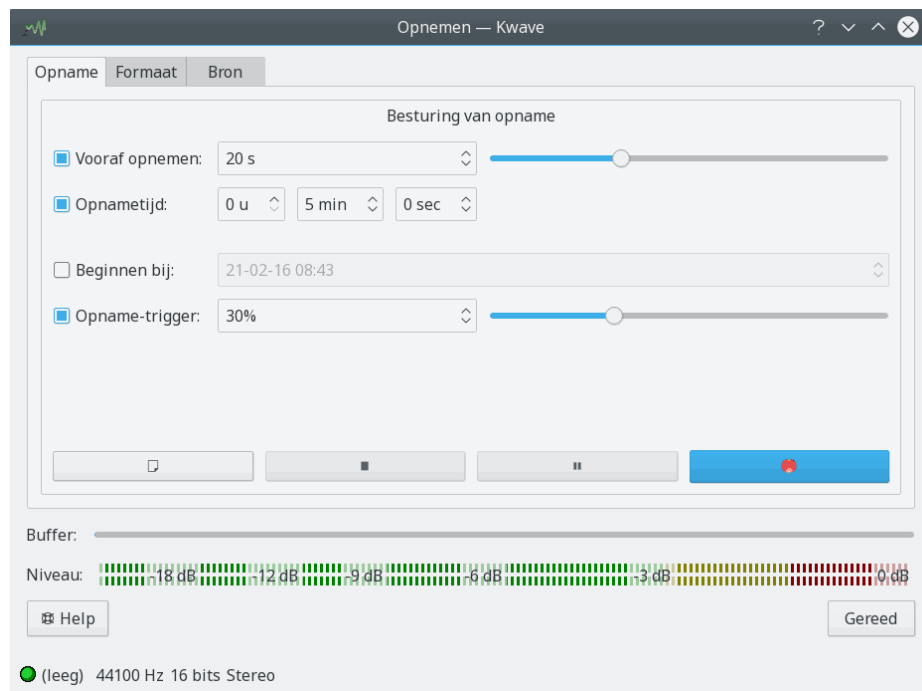 Opnemen — Kwave
Opname Formaat Bron
Besturing van opname
Vooraf opnemen: 20 s
Opnametijd: 0 u 5 min 0 sec
Beginnen bij: 21-02-16 08:43
Opname-trigger: 30%
Buffer:
Niveau: -18 dB -12 dB -9 dB -6 dB -3 dB 0 dB
Help Gereed
(leeg) 44100 Hz 16 bits Stereo